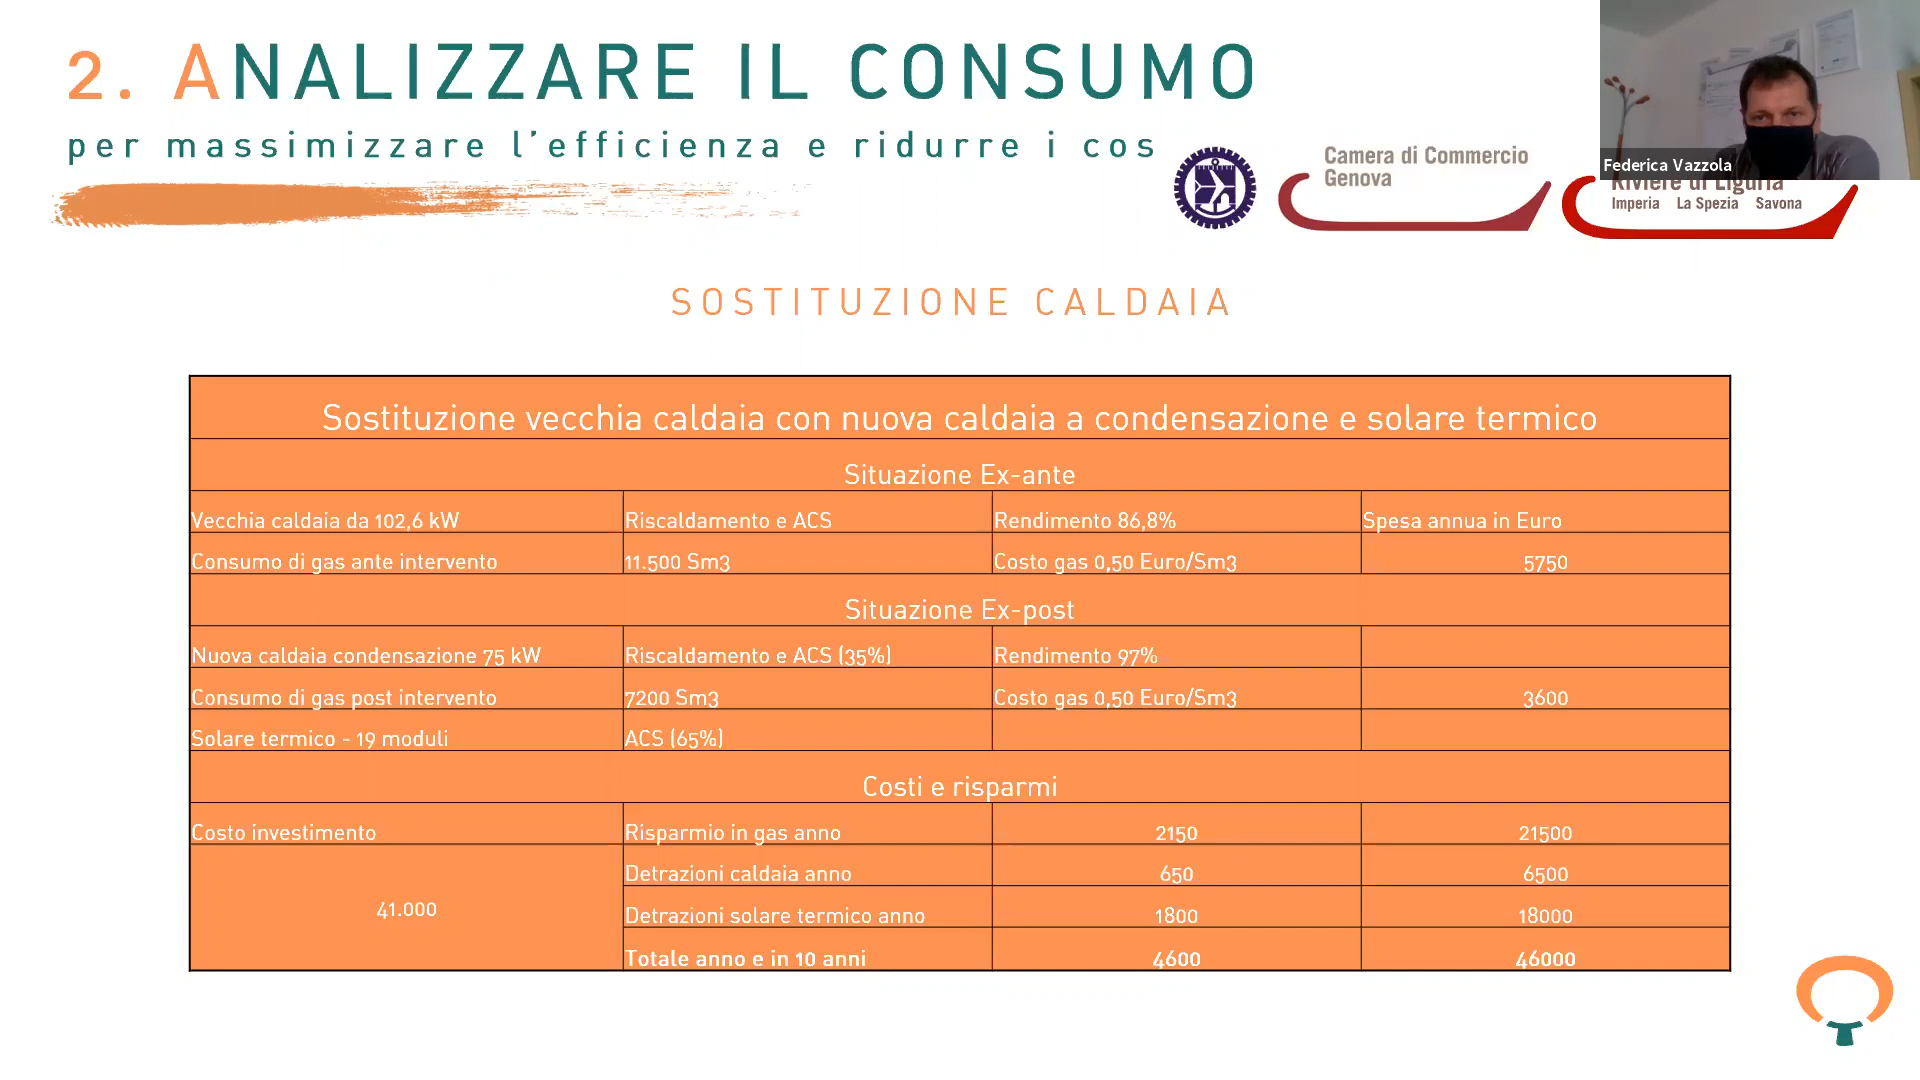 2. ANALIZZARE IL CONSUMO
per massimizzare l'efficienza e ridurre i cos
Camera di Commercio
Genova
Federica Vazzola
Riviere di Liguria
Imperia La Spezia Savona
SOSTITUZIONE CALDAIA
Sostituzione vecchia caldaia con nuova caldaia a condensazione e solare termico
Situazione Ex-ante
Vecchia caldaia da 102,6 kW Riscaldamento e ACS Rendimento 86,8% Spesa annua in Euro
Consumo di gas ante intervento 11.500 Sm3 Costo gas 0,50 Euro/Sm3 5750
Situazione Ex-post
Nuova caldaia condensazione 75 kW Riscaldamento e ACS (35%) Rendimento 97%
Consumo di gas post intervento 7200 Sm3 Costo gas 0,50 Euro/Sm3 3600
Solare termico - 19 moduli ACS (65%)
Costi e risparmi
Costo investimento Risparmio in gas anno 2150 21500
Detrazioni caldaia anno 650 6500
41.000
Detrazioni solare termico anno 1800 18000
Totale anno e in 10 anni 4600 46000